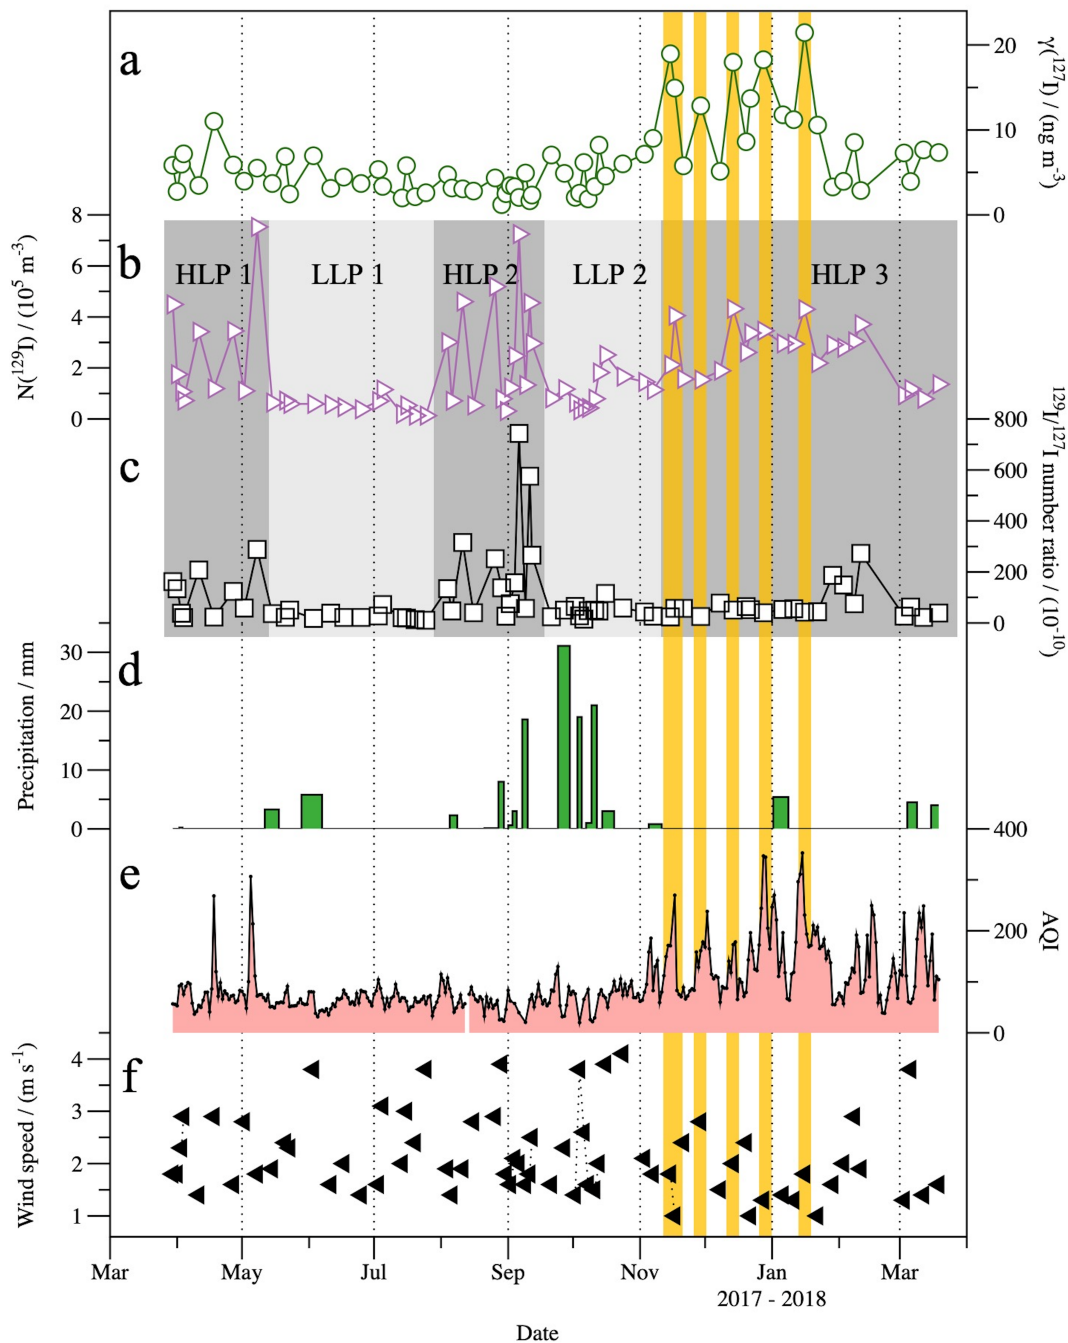 a
20
10
0
γ(¹²⁷I) / (ng m⁻³)
b
8
6
4
2
0
N(¹²⁹I) / (10⁵ m⁻³)
HLP 1
LLP 1
HLP 2
LLP 2
HLP 3
c
800
600
400
200
0
¹²⁹I/¹²⁷I number ratio / (10⁻¹⁰)
d
30
20
10
0
Precipitation / mm
e
400
200
0
AQI
f
4
3
2
1
Wind speed / (m s⁻¹)
Mar
May
Jul
Sep
Nov
Jan
Mar
2017 - 2018
Date